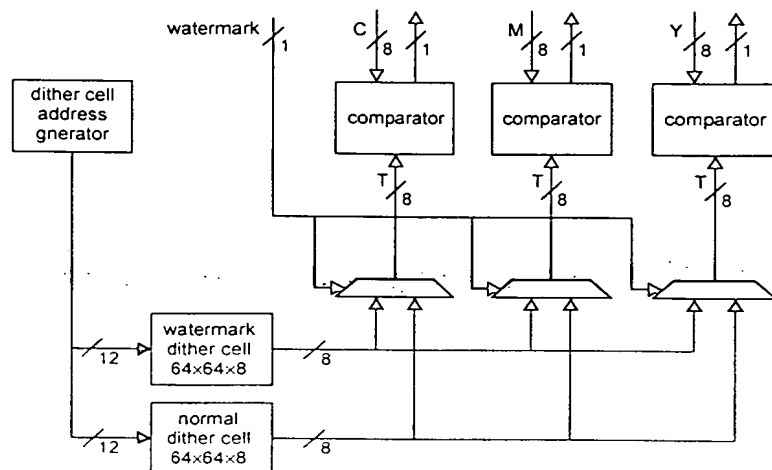 watermark 1 C 8 1 M 8 1 Y 8 1
dither cell
address
gnerator
comparator comparator comparator
T 8 T 8 T 8
12
watermark
dither cell
64×64×8
8
12
normal
dither cell
64×64×8
8